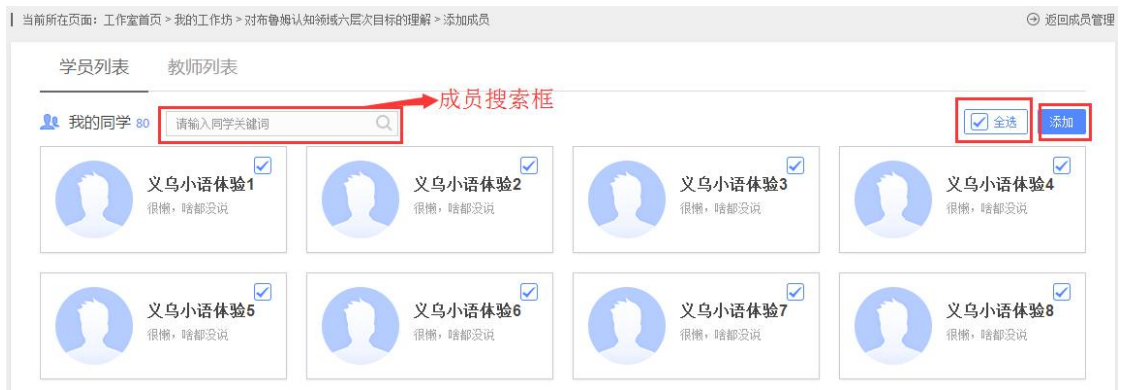 当前所在页面：工作室首页 > 我的工作坊 > 对布鲁姆认知领域六层次目标的理解 > 添加成员
返回成员管理
学员列表 教师列表
成员搜索框
我的同学 80 请输入同学关键词 全选 添加
义乌小语体验1 义乌小语体验2 义乌小语体验3 义乌小语体验4
很懒，啥都没说 很懒，啥都没说 很懒，啥都没说 很懒，啥都没说
义乌小语体验5 义乌小语体验6 义乌小语体验7 义乌小语体验8
很懒，啥都没说 很懒，啥都没说 很懒，啥都没说 很懒，啥都没说